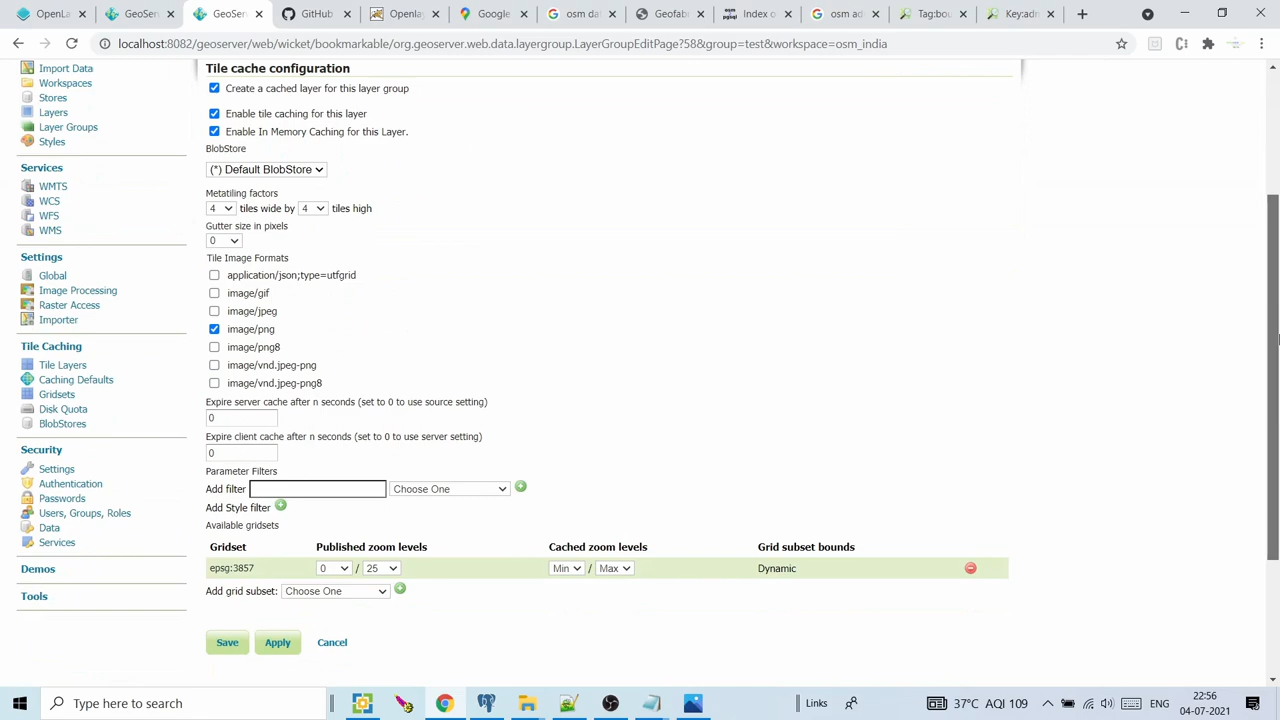 GeoSer
GeoSer
GeoSer
Openlay
Google
osm da
Geofab
Index o
osm ad
Tag:bou
Key:adn
localhost:8082/geoserver/web/wicket/bookmarkable/org.geoserver.web.data.layergroup.LayerGroupEditPage?58&group=test&workspace=osm_india
Import Data
Workspaces
Stores
Layers
Layer Groups
Styles
Services
WMTS
WCS
WFS
WMS
Settings
Global
Image Processing
Raster Access
Importer
Tile Caching
Tile Layers
Caching Defaults
Gridsets
Disk Quota
BlobStores
Security
Settings
Authentication
Passwords
Users, Groups, Roles
Data
Services
Demos
Tools
Tile cache configuration
Create a cached layer for this layer group
Enable tile caching for this layer
Enable In Memory Caching for this Layer.
BlobStore
(*) Default BlobStore
Metatiling factors
4 tiles wide by 4 tiles high
Gutter size in pixels
0
Tile Image Formats
application/json;type=utfgrid
image/gif
image/jpeg
image/png
image/png8
image/vnd.jpeg-png
image/vnd.jpeg-png8
Expire server cache after n seconds (set to 0 to use source setting)
0
Expire client cache after n seconds (set to 0 to use server setting)
0
Parameter Filters
Add filter Choose One
Add Style filter
Available gridsets
Gridset Published zoom levels Cached zoom levels Grid subset bounds
epsg:3857 0 / 25 Min / Max Dynamic
Add grid subset: Choose One
Save Apply Cancel
Type here to search
Links
37°C AQI 109
ENG
22:56
04-07-2021